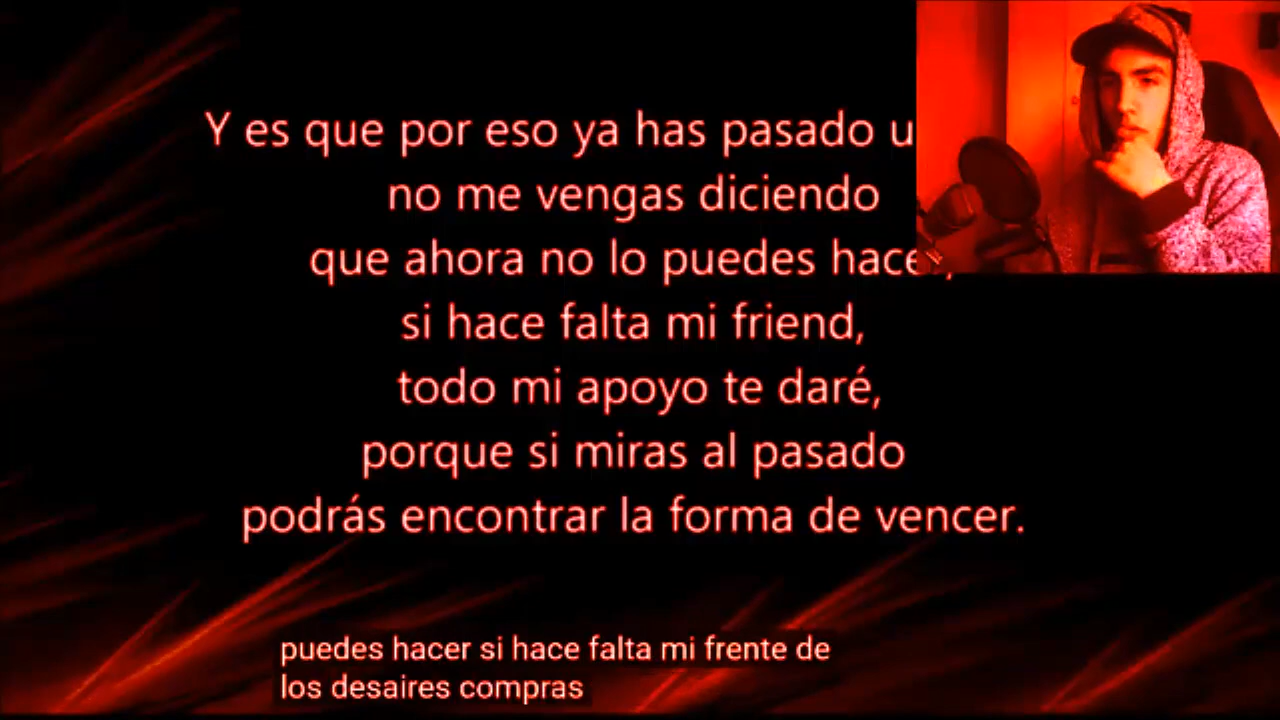 Y es que por eso ya has pasado
no me vengas diciendo
que ahora no lo puedes hacer,
si hace falta mi friend,
todo mi apoyo te daré,
porque si miras al pasado
podrás encontrar la forma de vencer.
puedes hacer si hace falta mi frente de
los desaires compras